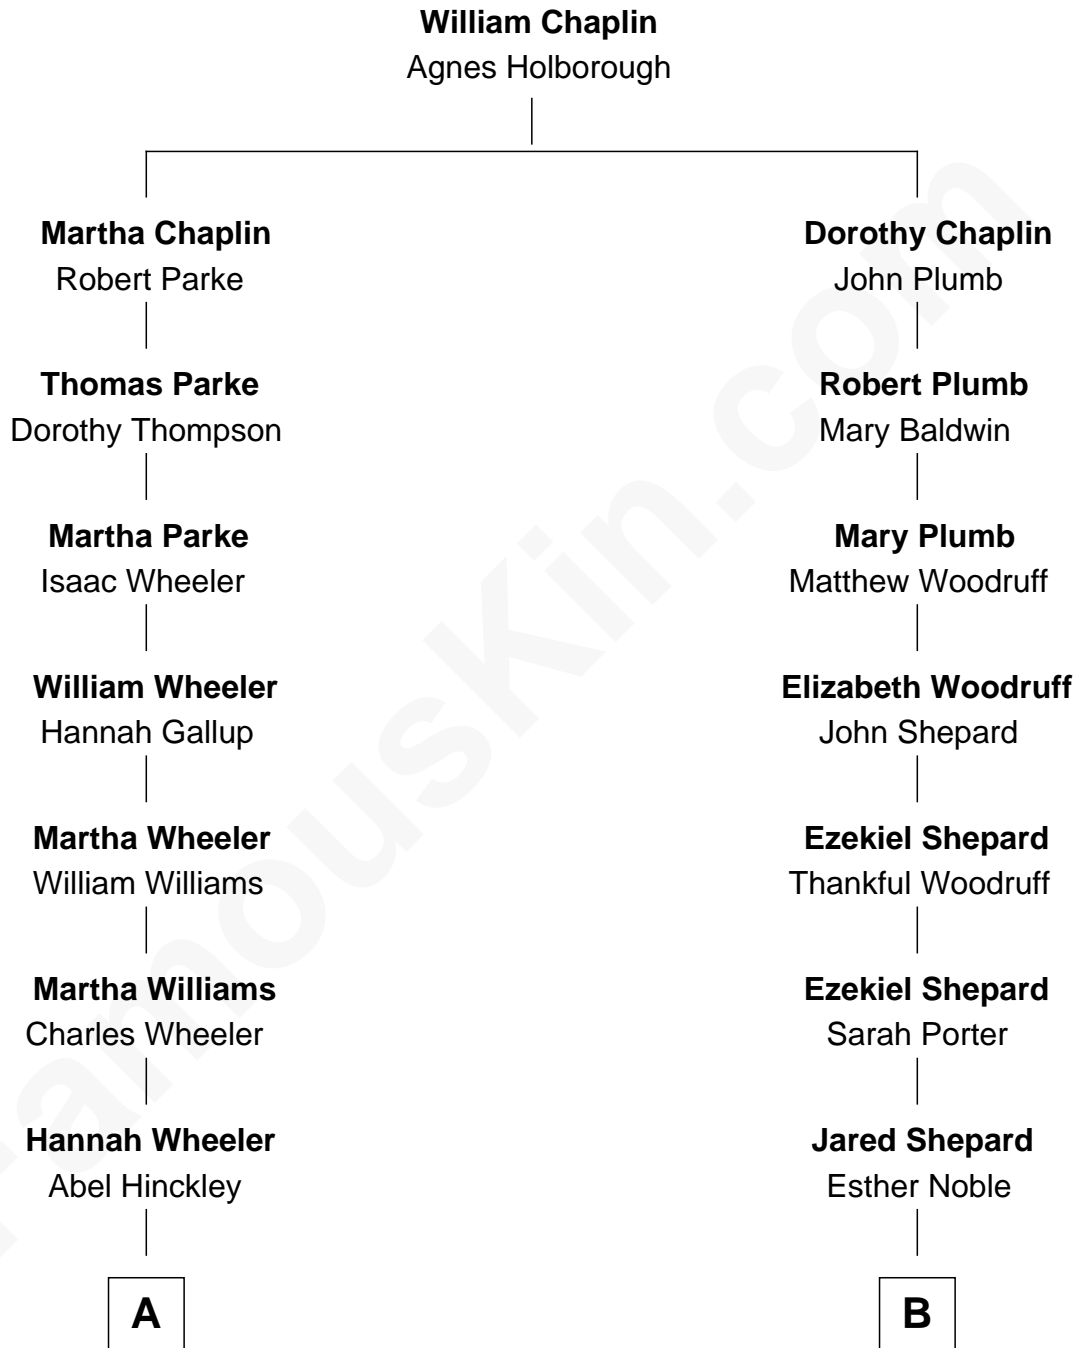 William Chaplin
Agnes Holborough
Martha Chaplin
Robert Parke
Dorothy Chaplin
John Plumb
Thomas Parke
Dorothy Thompson
Robert Plumb
Mary Baldwin
Martha Parke
Isaac Wheeler
Mary Plumb
Matthew Woodruff
William Wheeler
Hannah Gallup
Elizabeth Woodruff
John Shepard
Martha Wheeler
William Williams
Ezekiel Shepard
Thankful Woodruff
Martha Williams
Charles Wheeler
Ezekiel Shepard
Sarah Porter
Hannah Wheeler
Abel Hinckley
Jared Shepard
Esther Noble
A
B
FamousKin.com